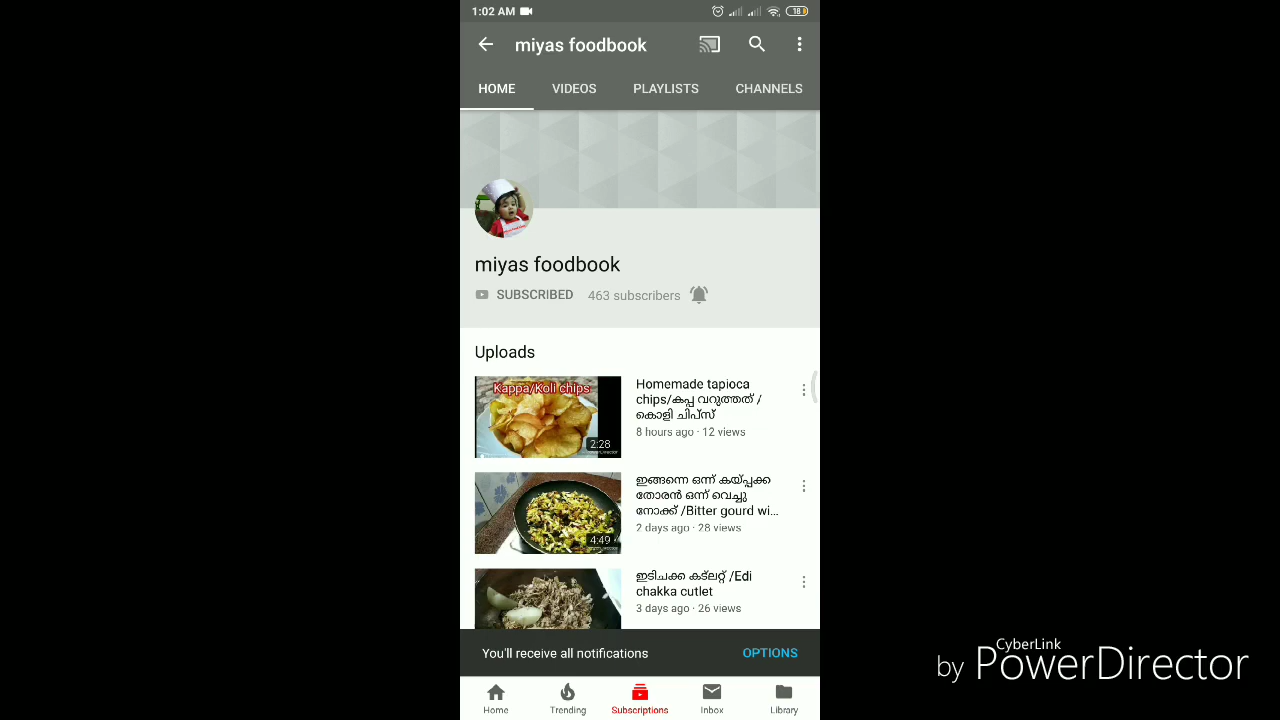 1:02 AM
18
miyas foodbook
HOME VIDEOS PLAYLISTS CHANNELS
miyas foodbook
SUBSCRIBED 463 subscribers
Uploads
Kappa/Koli chips
2:28
Homemade tapioca
chips/കപ്പ വറുത്തത് /
കൊളി ചിപ്സ്
8 hours ago · 12 views
4:49
ഇങ്ങനെ ഒന്ന് കയ്പ്പക്ക
തോരൻ ഒന്ന് വെച്ചു
നോക്ക് /Bitter gourd wi...
2 days ago · 28 views
ഇടിചക്ക കട്ലറ്റ് /Edi
chakka cutlet
3 days ago · 26 views
You'll receive all notifications OPTIONS
Home Trending Subscriptions Inbox Library
CyberLink
by PowerDirector